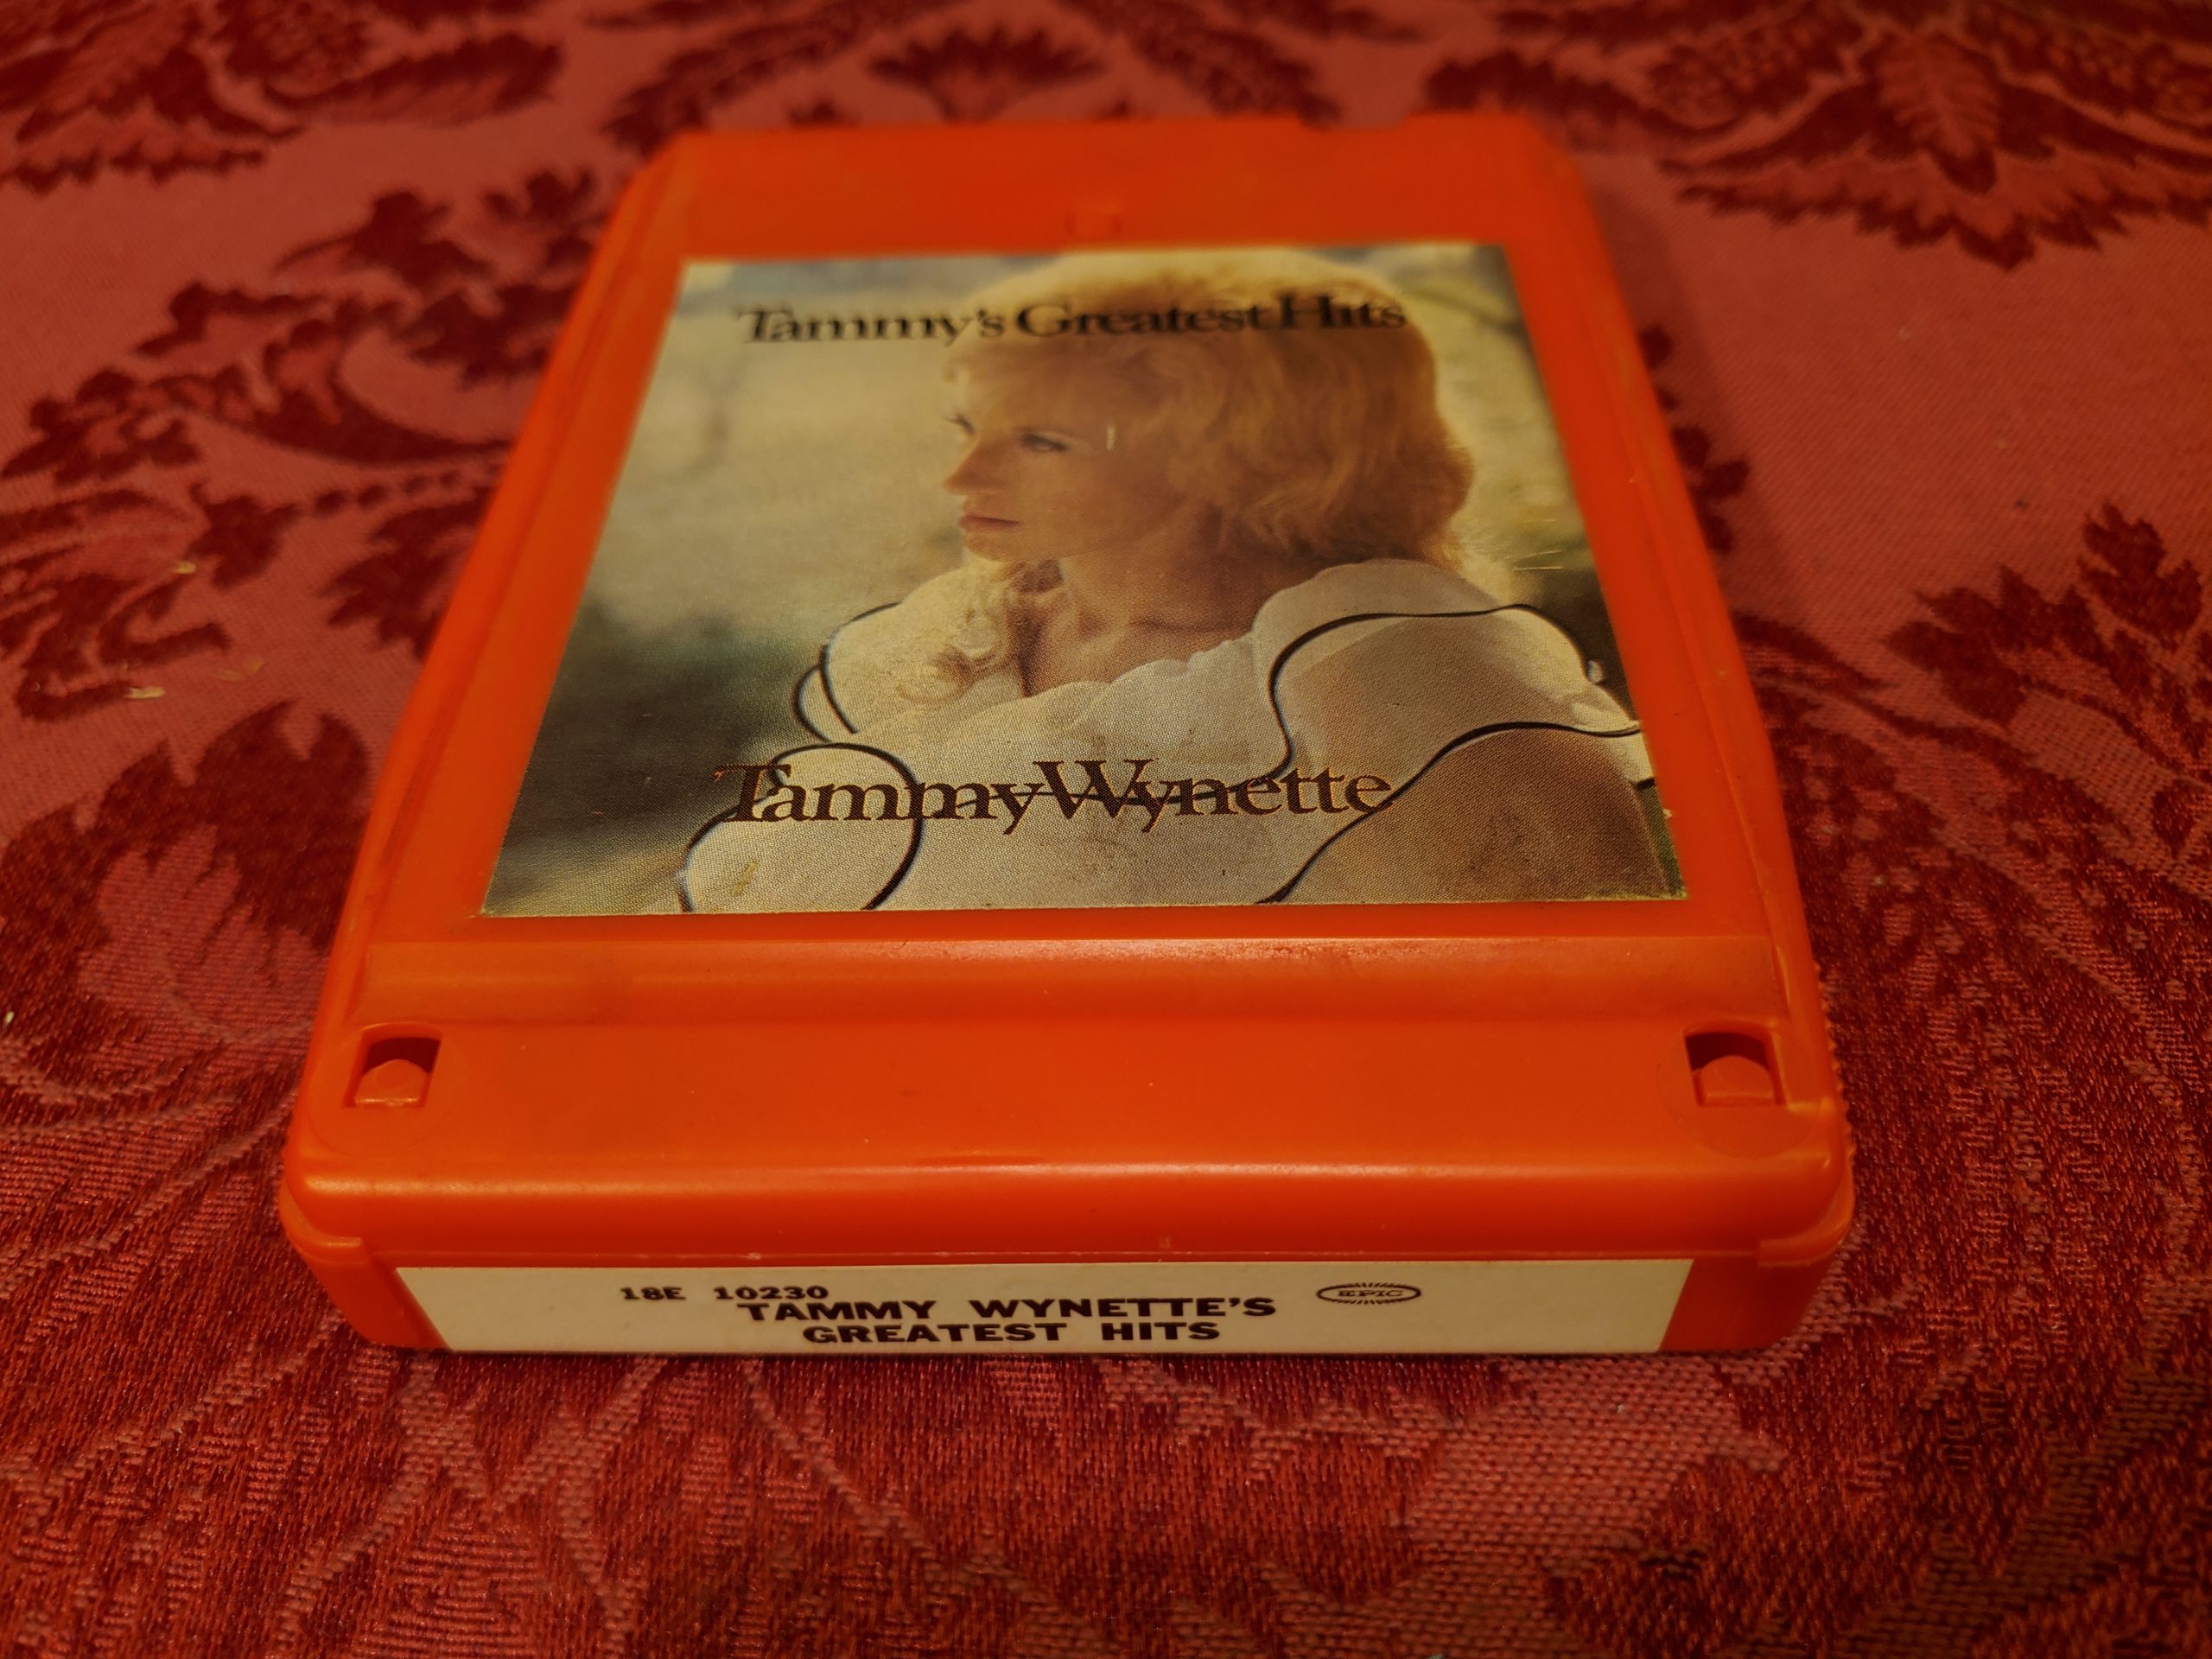 Tammy's Greatest Hits
Tammy Wynette
18E 10230
TAMMY WYNETTE'S
GREATEST HITS
EPIC